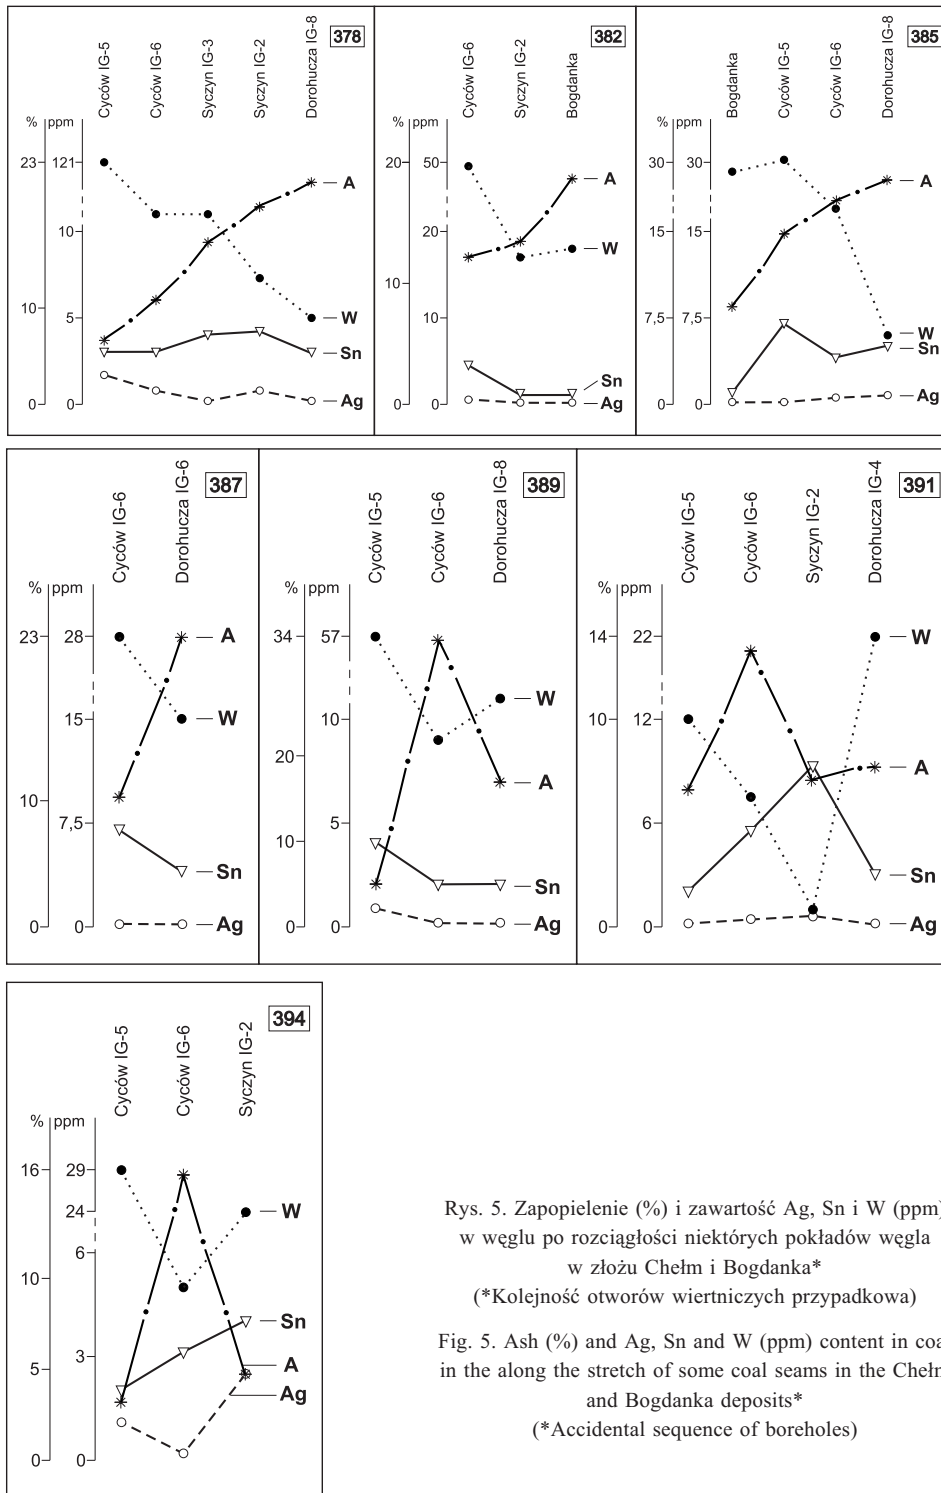 378
Cyców IG-5
Cyców IG-6
Syczyn IG-3
Syczyn IG-2
Dorohucza IG-8
% ppm
23 121
10
10
5
0 0
A
W
Sn
Ag
382
Cyców IG-6
Syczyn IG-2
Bogdanka
20 50
20
10
10
0 0
A
W
Sn
Ag
385
Bogdanka
Cyców IG-5
Cyców IG-6
Dorohucza IG-8
% ppm
30 30
15 15
7,5 7,5
0 0
A
W
Sn
Ag
387
Cyców IG-6
Dorohucza IG-6
% ppm
23 28
15
10
7,5
0 0
A
W
Sn
Ag
389
Cyców IG-5
Cyców IG-6
Dorohucza IG-8
% ppm
34 57
10
20
10
5
0 0
W
A
Sn
Ag
391
Cyców IG-5
Cyców IG-6
Syczyn IG-2
Dorohucza IG-4
% ppm
14 22
10 12
6
0 0
W
A
Sn
Ag
394
Cyców IG-5
Cyców IG-6
Syczyn IG-2
% ppm
16 29
24
6
10
3
5
0 0
W
Sn
A
Ag
Rys. 5. Zapopielenie (%) i zawartość Ag, Sn i W (ppm)
w węglu po rozciągłości niektórych pokładów węgla
w złożu Chełm i Bogdanka*
(*Kolejność otworów wiertniczych przypadkowa)
Fig. 5. Ash (%) and Ag, Sn and W (ppm) content in coa
in the along the stretch of some coal seams in the Chełm
and Bogdanka deposits*
(*Accidental sequence of boreholes)